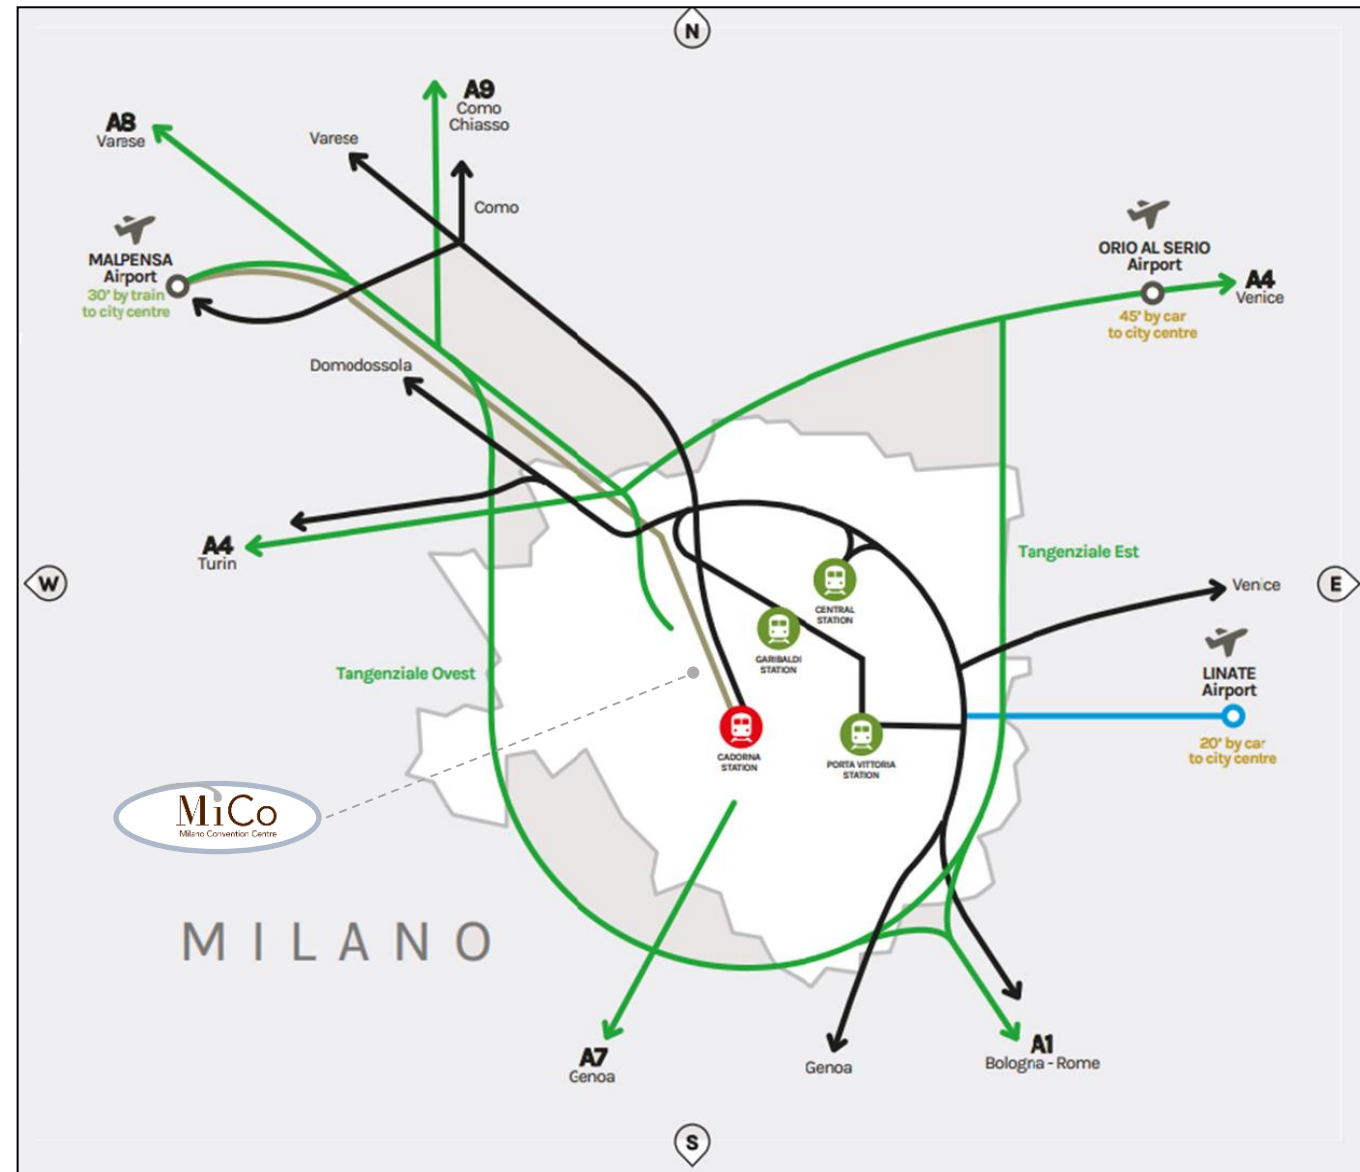 N
A9
Como
Chiasso
A8
Varese
Varese
Como
MALPENSA
Airport
30' by train
to city centre
ORIO AL SERIO
Airport
A4
Venice
45' by car
to city centre
Domodossola
A4
Turin
Tangenziale Est
W
E
Venice
CENTRAL
STATION
GARIBALDI
STATION
Tangenziale Ovest
LINATE
Airport
20' by car
to city centre
CADORNA
STATION
PORTA VITTORIA
STATION
MiCo
Milano Convention Centre
MILANO
A7
Genoa
Genoa
A1
Bologna - Rome
S